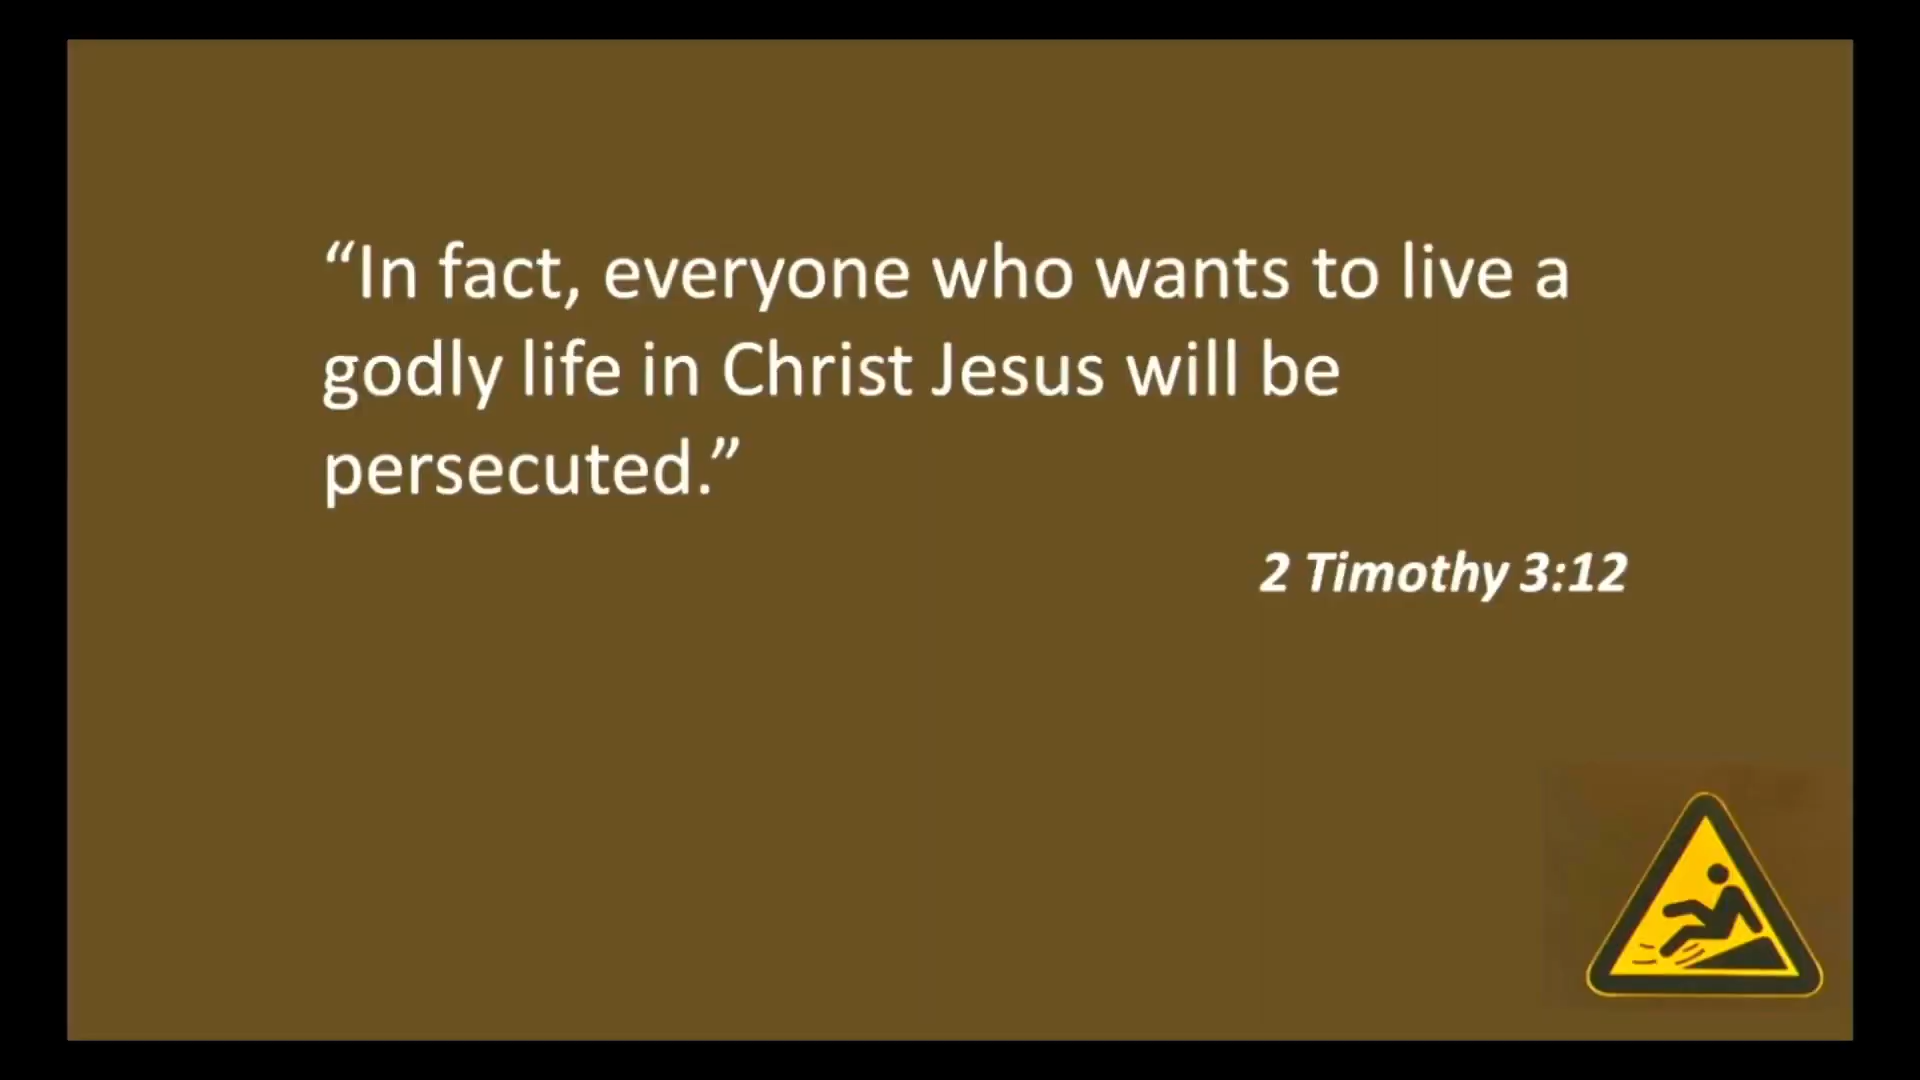 “In fact, everyone who wants to live a
godly life in Christ Jesus will be
persecuted.”
2 Timothy 3:12